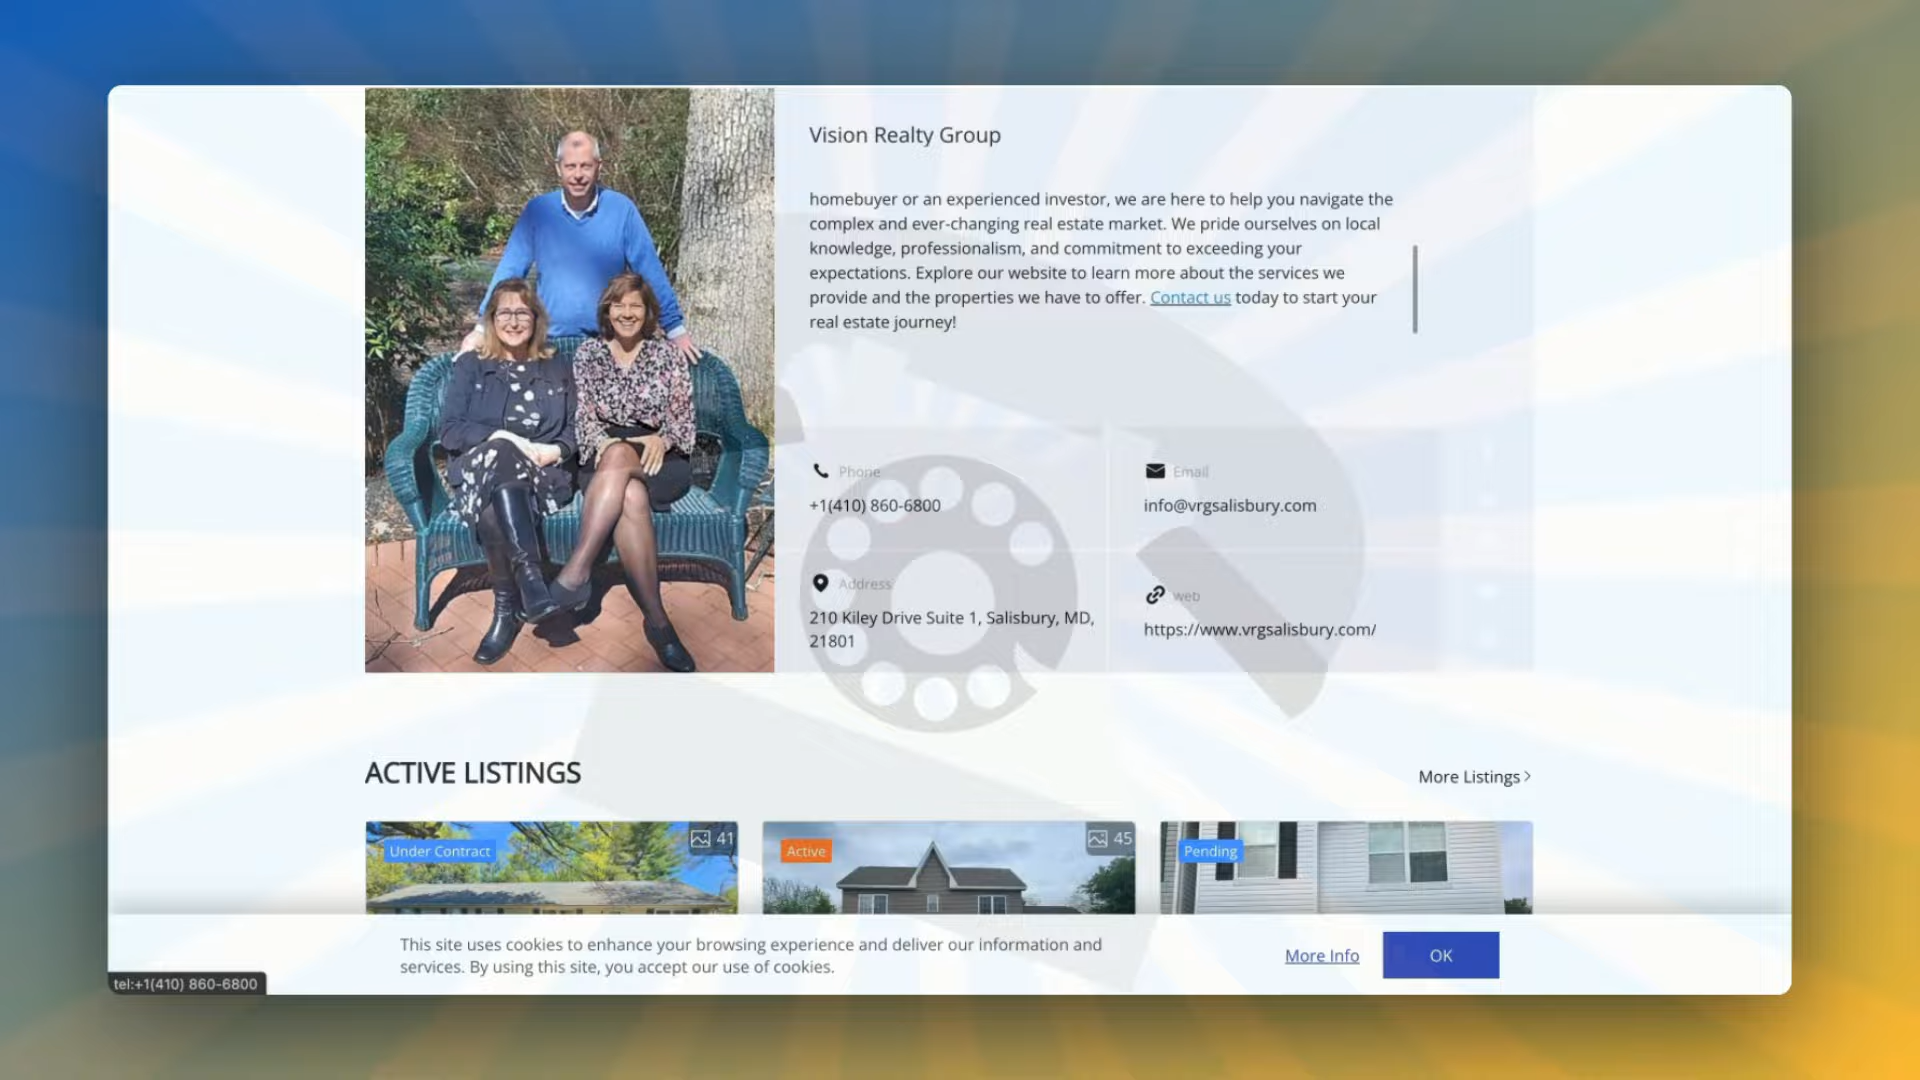 Vision Realty Group
homebuyer or an experienced investor, we are here to help you navigate the
complex and ever-changing real estate market. We pride ourselves on local
knowledge, professionalism, and commitment to exceeding your
expectations. Explore our website to learn more about the services we
provide and the properties we have to offer. Contact us today to start your
real estate journey!
Phone
+1(410) 860-6800
Email
info@vrgsalisbury.com
Address
210 Kiley Drive Suite 1, Salisbury, MD,
21801
web
https://www.vrgsalisbury.com/
ACTIVE LISTINGS
More Listings
Under Contract
41
Active
45
Pending
This site uses cookies to enhance your browsing experience and deliver our information and
services. By using this site, you accept our use of cookies.
More Info
OK
tel:+1(410) 860-6800